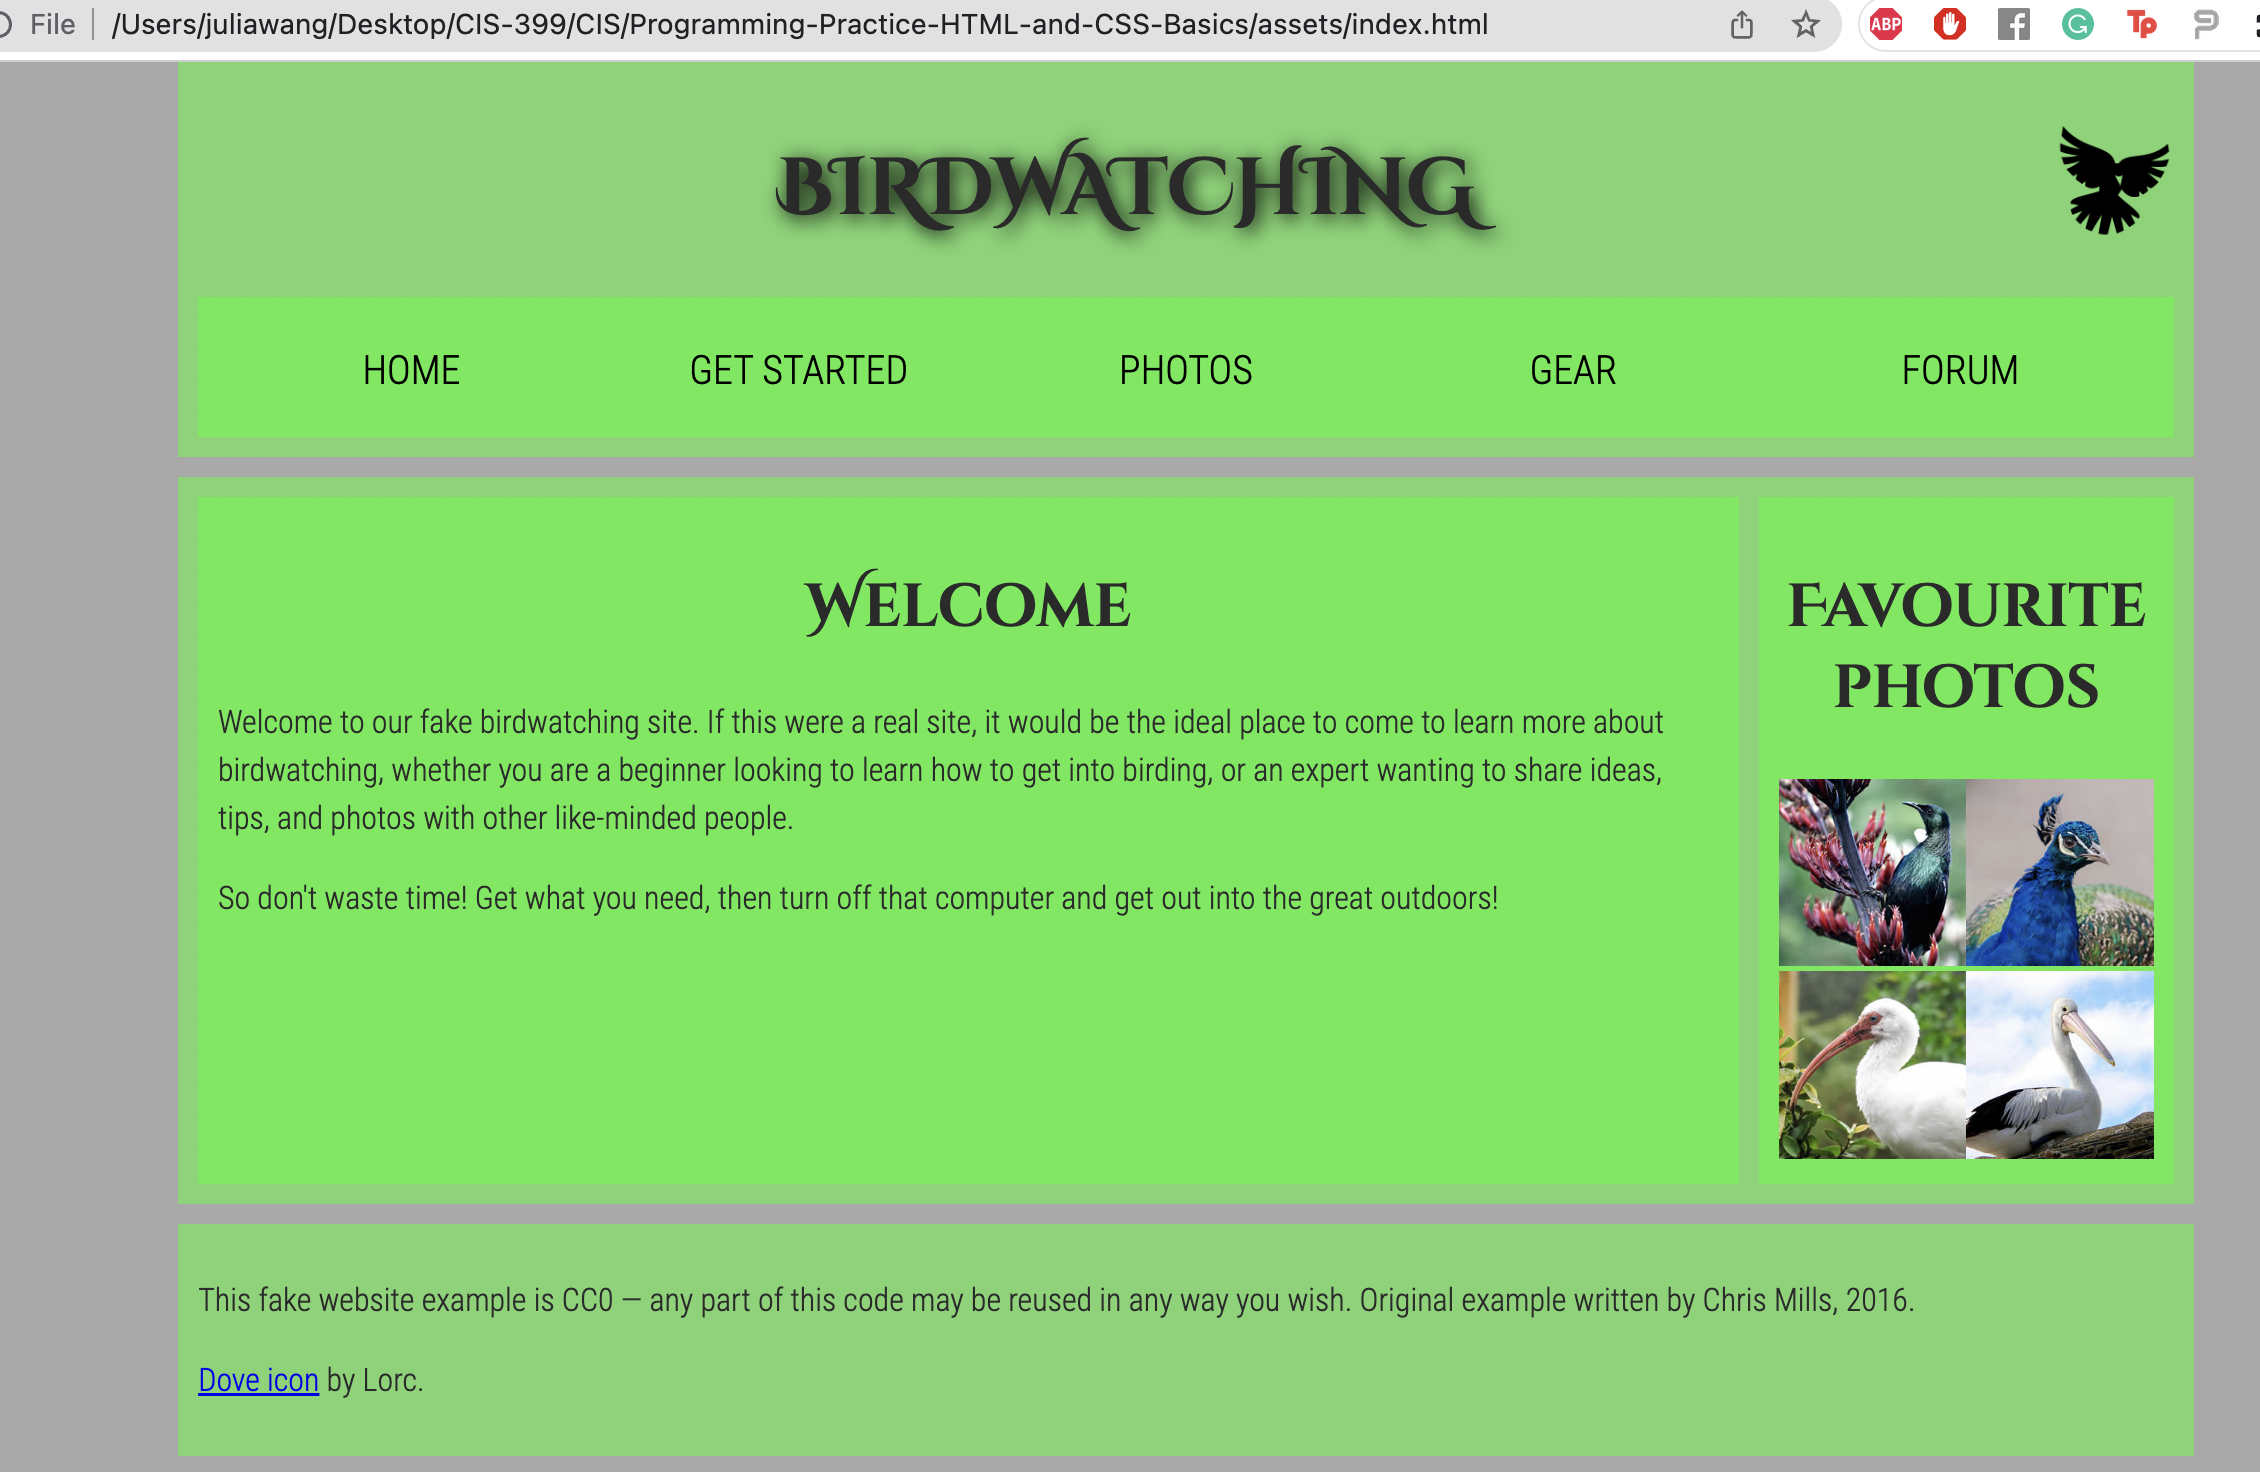 File /Users/juliawang/Desktop/CIS-399/CIS/Programming-Practice-HTML-and-CSS-Basics/assets/index.html
ABP
G
Tp
BIRDWATCHING
HOME GET STARTED PHOTOS GEAR FORUM
Welcome
Welcome to our fake birdwatching site. If this were a real site, it would be the ideal place to come to learn more about
birdwatching, whether you are a beginner looking to learn how to get into birding, or an expert wanting to share ideas,
tips, and photos with other like-minded people.
So don't waste time! Get what you need, then turn off that computer and get out into the great outdoors!
Favourite
photos
This fake website example is CC0 — any part of this code may be reused in any way you wish. Original example written by Chris Mills, 2016.
Dove icon by Lorc.